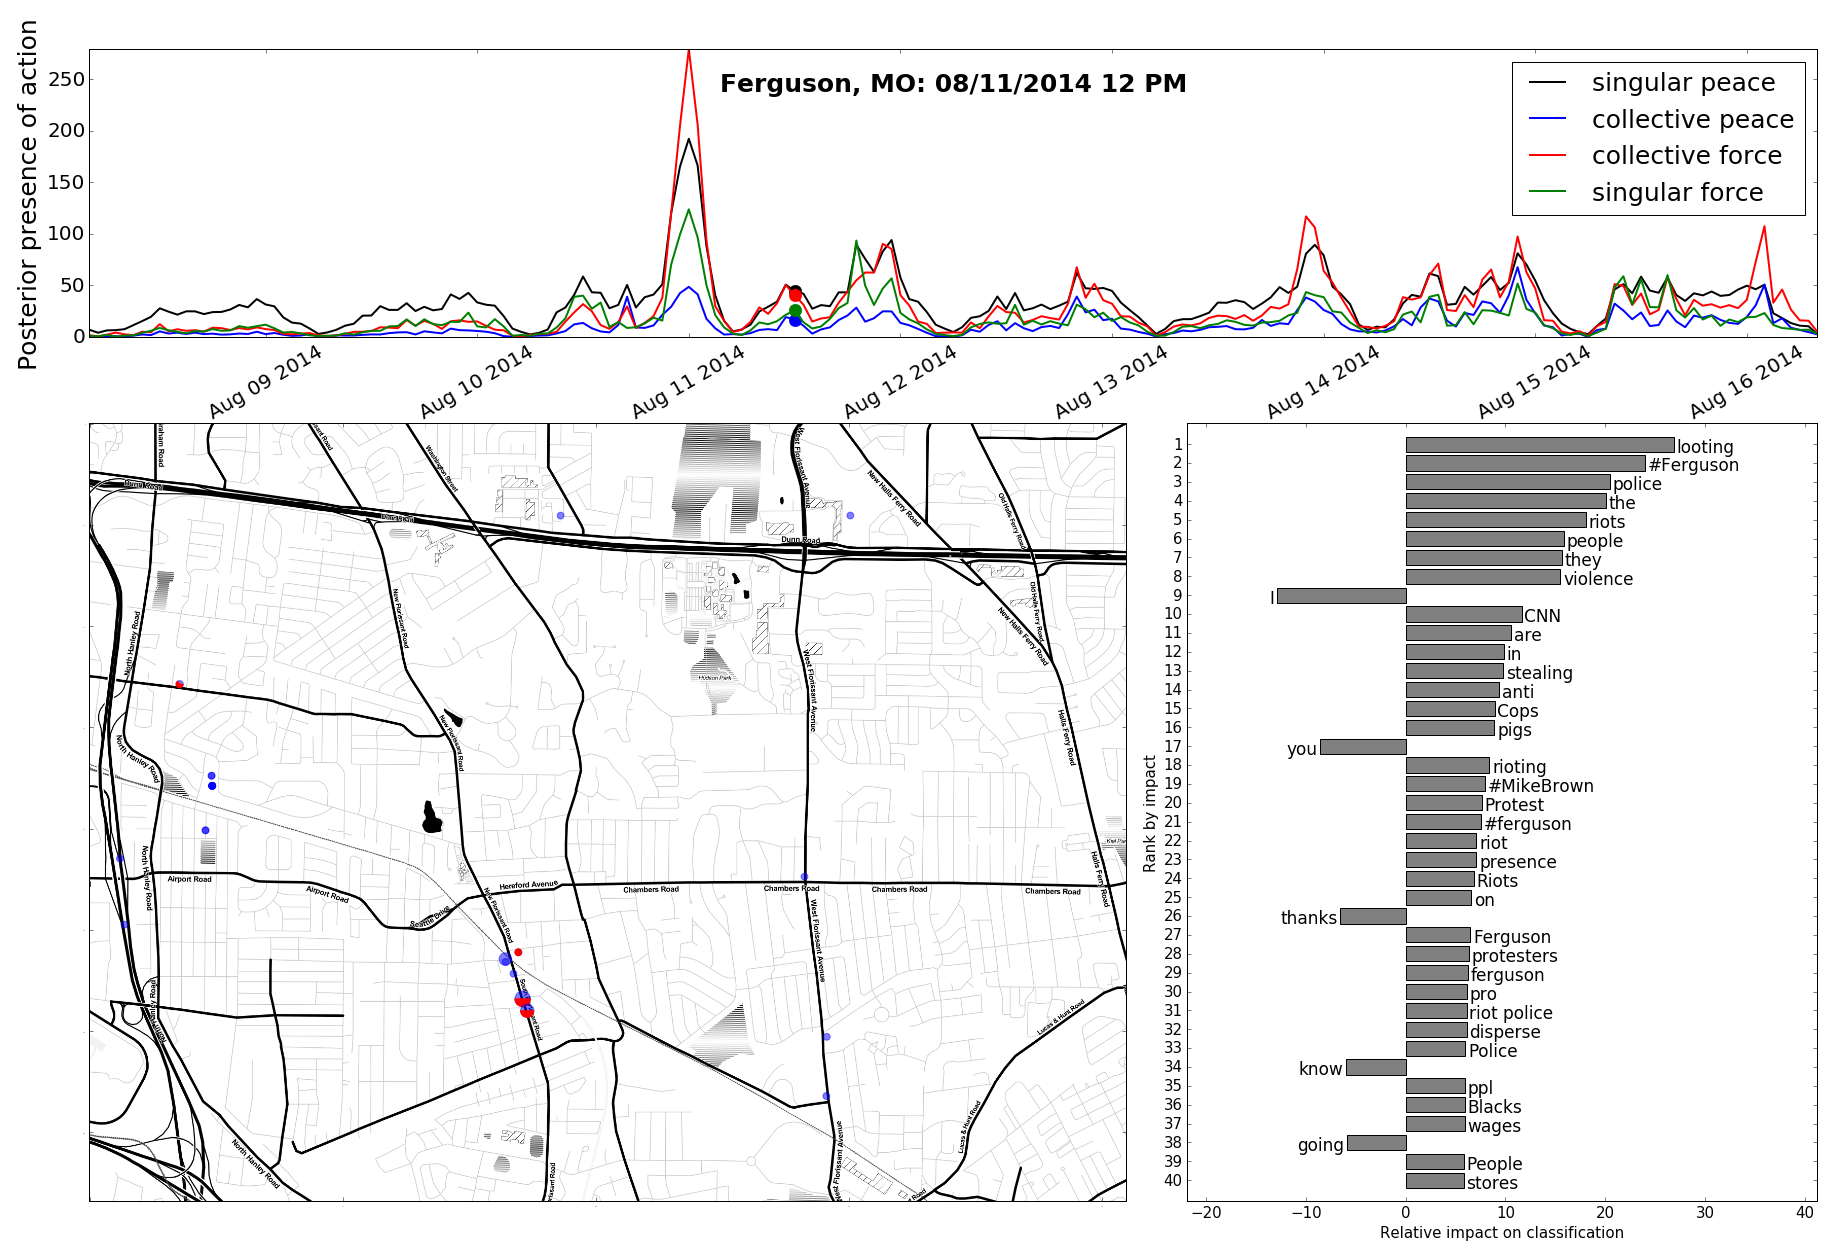 Ferguson, MO: 08/11/2014 12 PM
Posterior presence of action
250
200
150
100
50
0
singular peace
collective peace
collective force
singular force
Aug 09 2014
Aug 10 2014
Aug 11 2014
Aug 12 2014
Aug 13 2014
Aug 14 2014
Aug 15 2014
Aug 16 2014
Washington Street
West Florissant Avenue
New Halls Ferry Road
Old Halls Ferry Road
Dunn Road
New Florissant Road
Old Halls Ferry Road
New Halls Ferry Road
North Hanley Road
Hudson Park
West Florissant Avenue
Halls Ferry Road
New Florissant Road
North Hanley Road
North Hanley Road
Airport Road
Airport Road
Seattle Drive
Hereford Avenue
Chambers Road
Chambers Road
Chambers Road
Chambers Road
Halls Ferry Road
New Florissant Road
West Florissant Avenue
Lucas & Hunt Road
Lucas & Hunt Road
North Hanley Road
West Florissant Avenue
Rank by impact
1 looting
2 #Ferguson
3 police
4 the
5 riots
6 people
7 they
8 violence
9 I
10 CNN
11 are
12 in
13 stealing
14 anti
15 Cops
16 pigs
17 you
18 rioting
19 #MikeBrown
20 Protest
21 #ferguson
22 riot
23 presence
24 Riots
25 on
26 thanks
27 Ferguson
28 protesters
29 ferguson
30 pro
31 riot police
32 disperse
33 Police
34 know
35 ppl
36 Blacks
37 wages
38 going
39 People
40 stores
−20 −10 0 10 20 30 40
Relative impact on classification